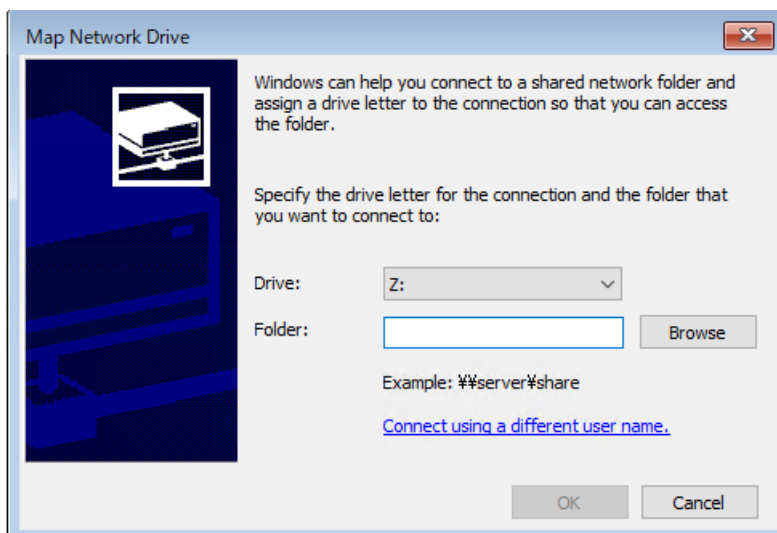 Map Network Drive
Windows can help you connect to a shared network folder and
assign a drive letter to the connection so that you can access
the folder.
Specify the drive letter for the connection and the folder that
you want to connect to:
Drive: Z:
Folder: Browse
Example: ¥¥server¥share
Connect using a different user name.
OK Cancel